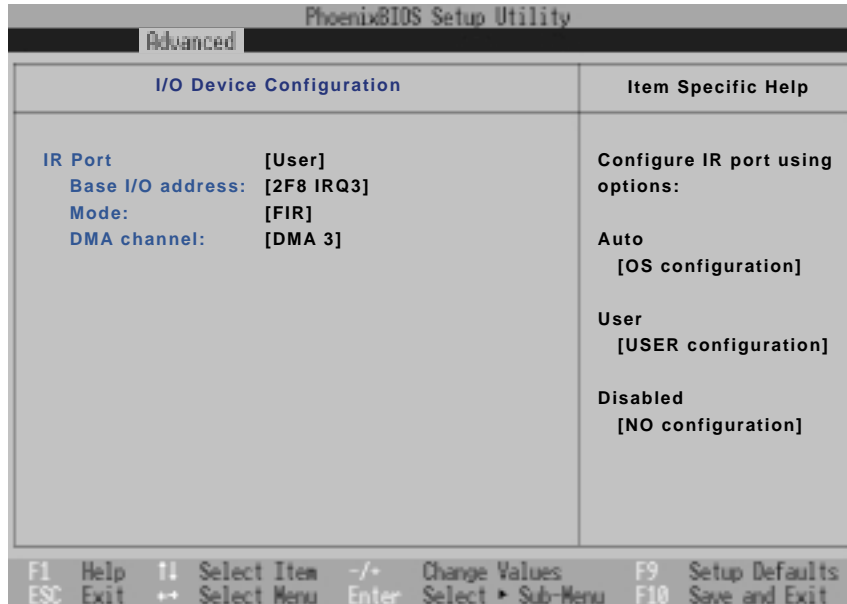 PhoenixBIOS Setup Utility
Advanced
I/O Device Configuration
Item Specific Help
IR Port [User]
Base I/O address: [2F8 IRQ3]
Mode: [FIR]
DMA channel: [DMA 3]
Configure IR port using
options:
Auto
[OS configuration]
User
[USER configuration]
Disabled
[NO configuration]
F1 Help ↑↓ Select Item -/+ Change Values F9 Setup Defaults
ESC Exit ↔ Select Menu Enter Select ▸ Sub-Menu F10 Save and Exit